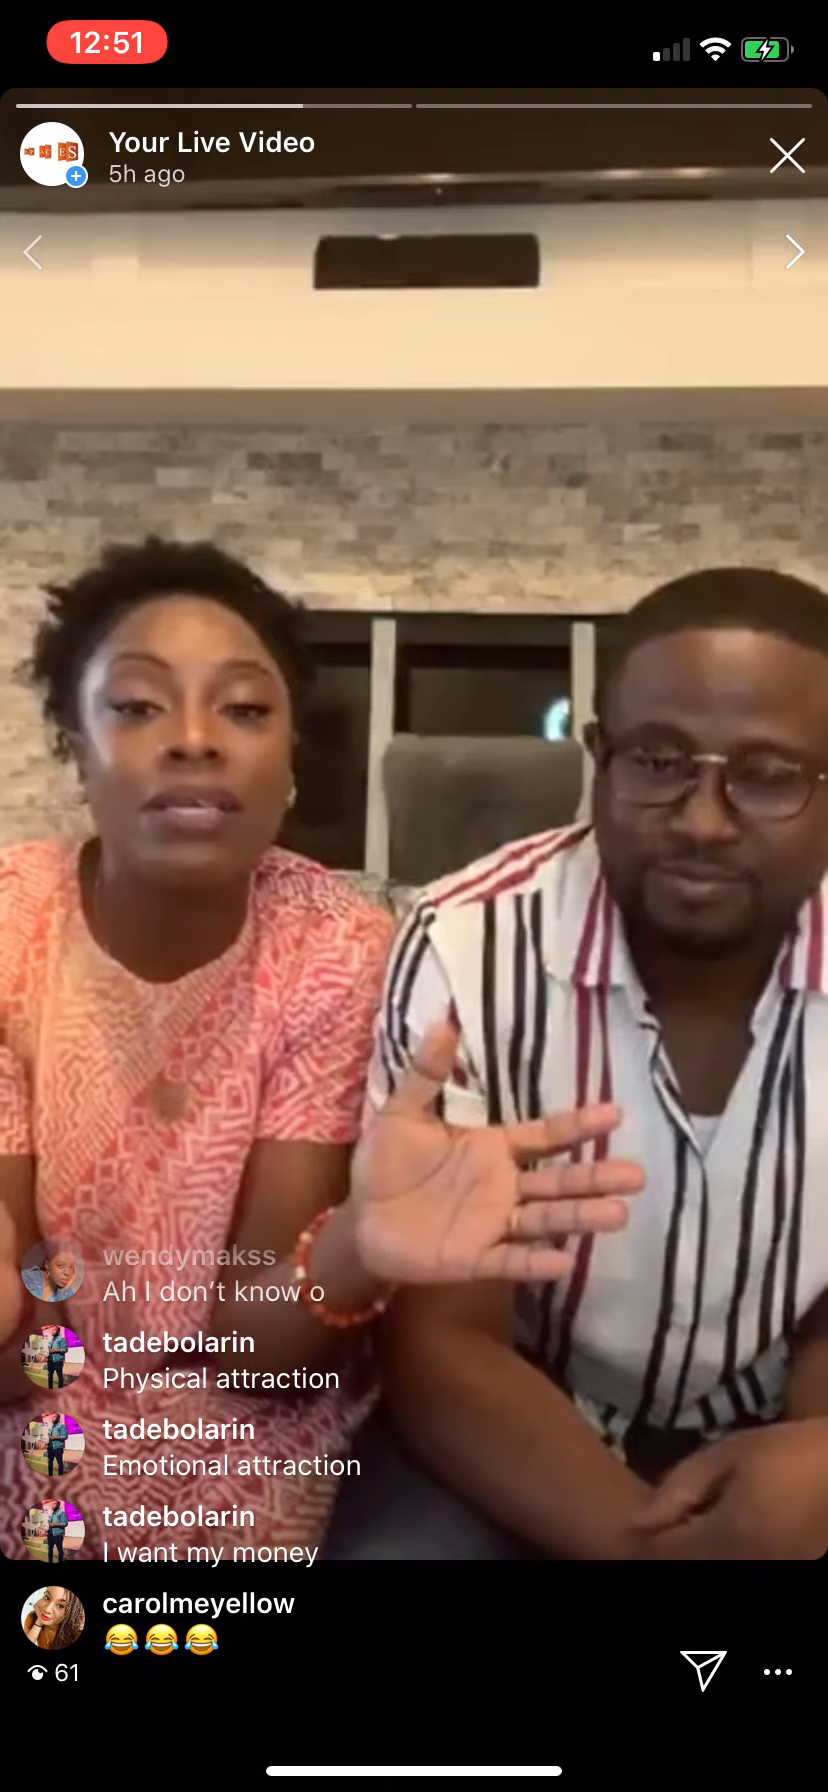 12:51
Your Live Video
5h ago
wendymakss
Ah I don't know o
tadebolarin
Physical attraction
tadebolarin
Emotional attraction
tadebolarin
I want my money
carolmeyellow
😂😂😂
61